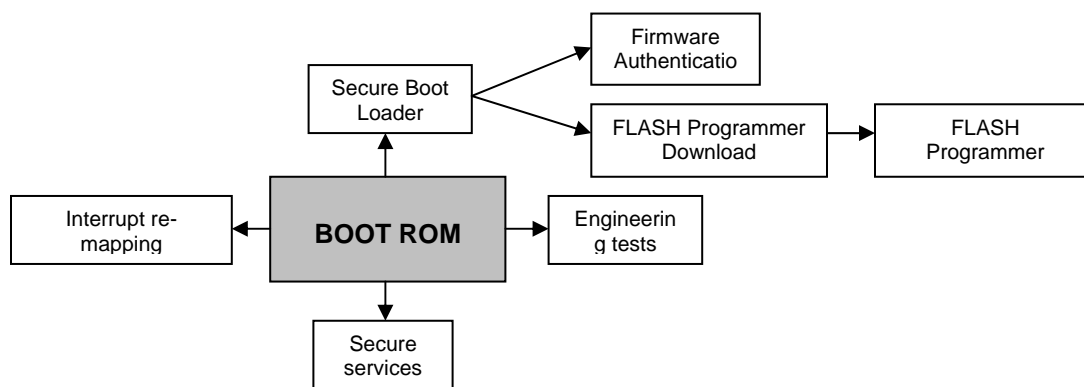 Firmware
Authenticatio
Secure Boot
Loader
FLASH Programmer
Download
FLASH
Programmer
Interrupt re-
mapping
BOOT ROM
Engineerin
g tests
Secure
services